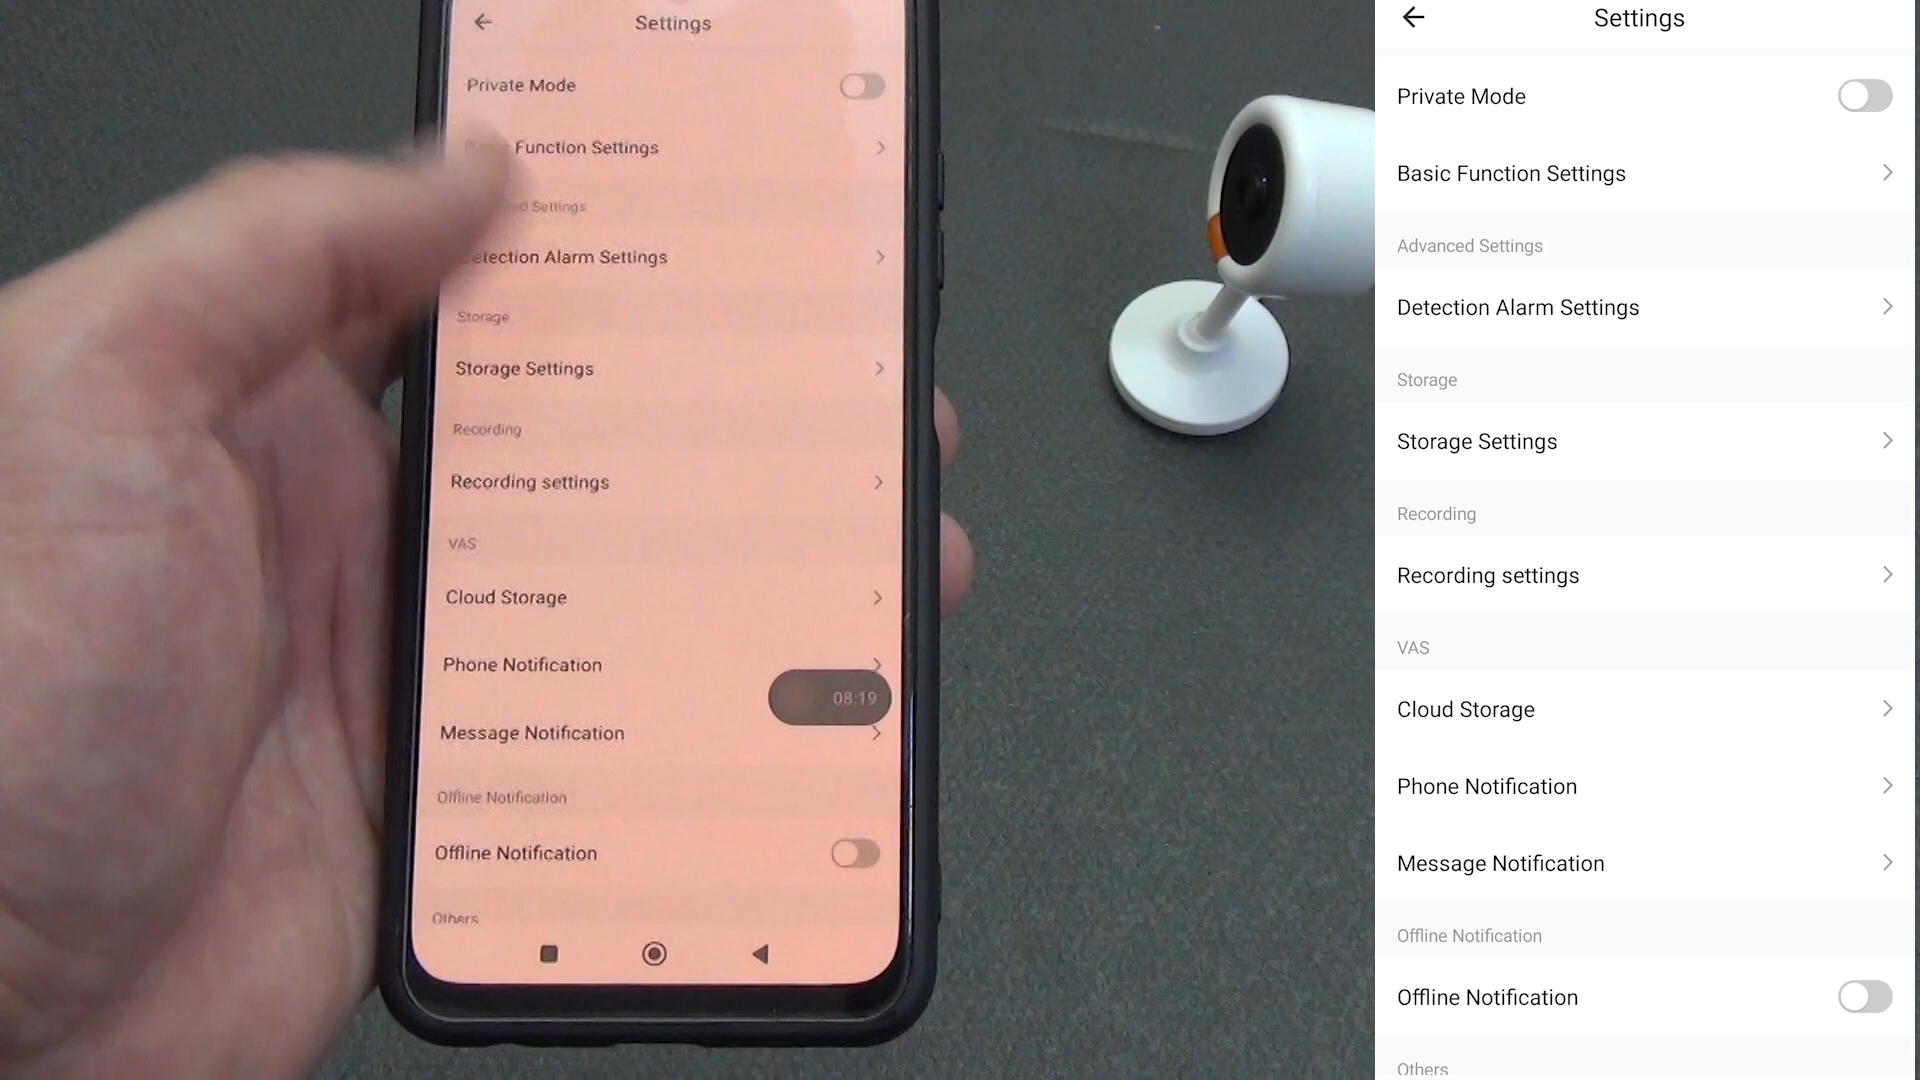 Settings
Private Mode
Function Settings
Settings
Detection Alarm Settings
Storage
Storage Settings
Recording
Recording settings
VAS
Cloud Storage
Phone Notification
08:19
Message Notification
Offline Notification
Offline Notification
Others
Settings
Private Mode
Basic Function Settings
Advanced Settings
Detection Alarm Settings
Storage
Storage Settings
Recording
Recording settings
VAS
Cloud Storage
Phone Notification
Message Notification
Offline Notification
Offline Notification
Others